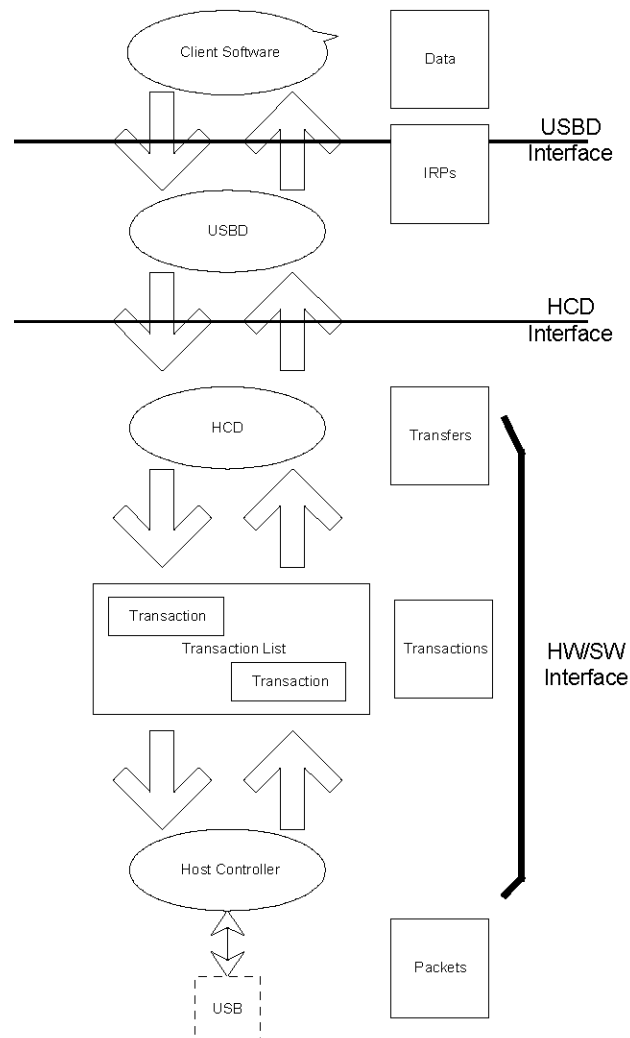 Client Software
Data
USBD
Interface
IRPs
USBD
HCD
Interface
HCD
Transfers
Transaction
Transaction List
Transaction
Transactions
HW/SW
Interface
Host Controller
Packets
USB